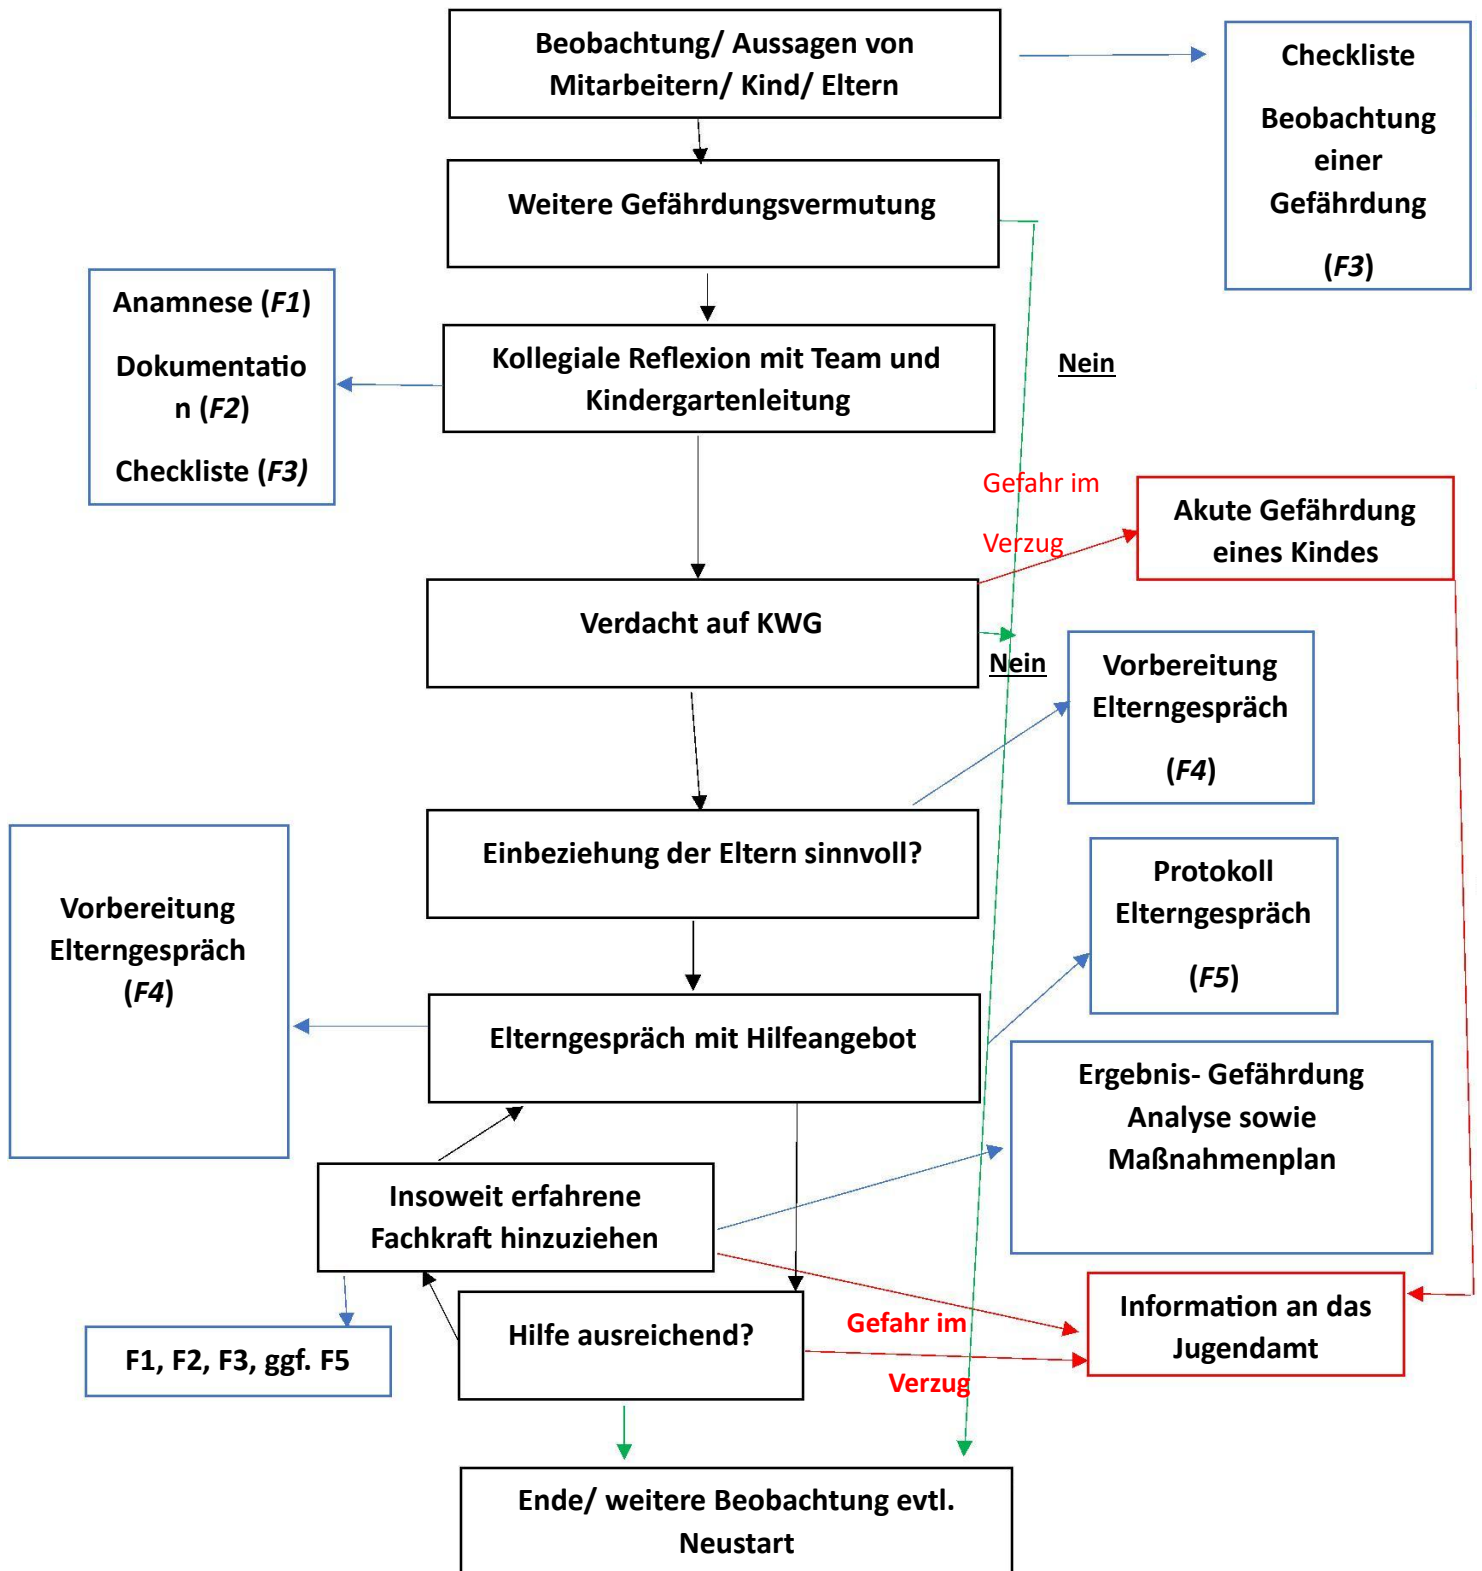 Beobachtung/ Aussagen von
Mitarbeitern/ Kind/ Eltern
Checkliste
Beobachtung
einer
Gefährdung
(F3)
Weitere Gefährdungsvermutung
Anamnese (F1)
Dokumentatio
n (F2)
Checkliste (F3)
Kollegiale Reflexion mit Team und
Kindergartenleitung
Nein
Gefahr im
Verzug
Akute Gefährdung
eines Kindes
Verdacht auf KWG
Nein
Vorbereitung
Elterngespräch
(F4)
Einbeziehung der Eltern sinnvoll?
Vorbereitung
Elterngespräch
(F4)
Protokoll
Elterngespräch
(F5)
Elterngespräch mit Hilfeangebot
Ergebnis- Gefährdung
Analyse sowie
Maßnahmenplan
Insoweit erfahrene
Fachkraft hinzuziehen
F1, F2, F3, ggf. F5
Hilfe ausreichend?
Gefahr im
Verzug
Information an das
Jugendamt
Ende/ weitere Beobachtung evtl.
Neustart